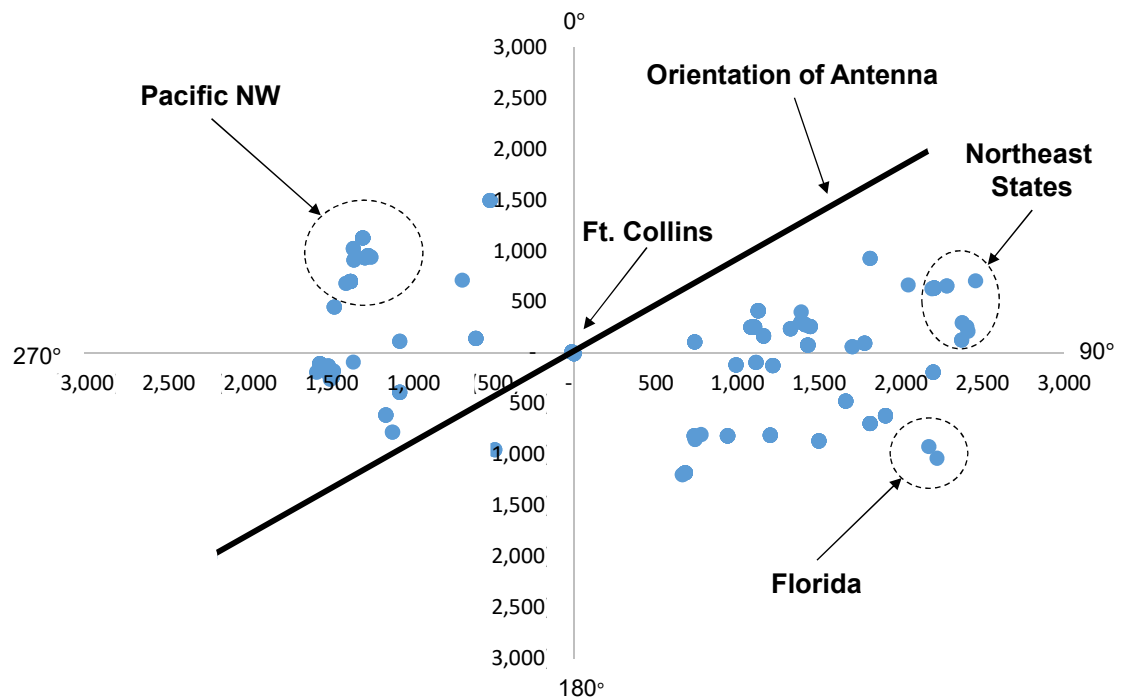 0°
3,000
Orientation of Antenna
Pacific NW
2,500
Northeast
States
2,000
1,500
Ft. Collins
1,000
500
270°
-
90°
3,000 2,500 2,000 1,500 1,000 500 - 500 1,000 1,500 2,000 2,500 3,000
500
1,000
1,500
Florida
2,000
2,500
3,000
180°